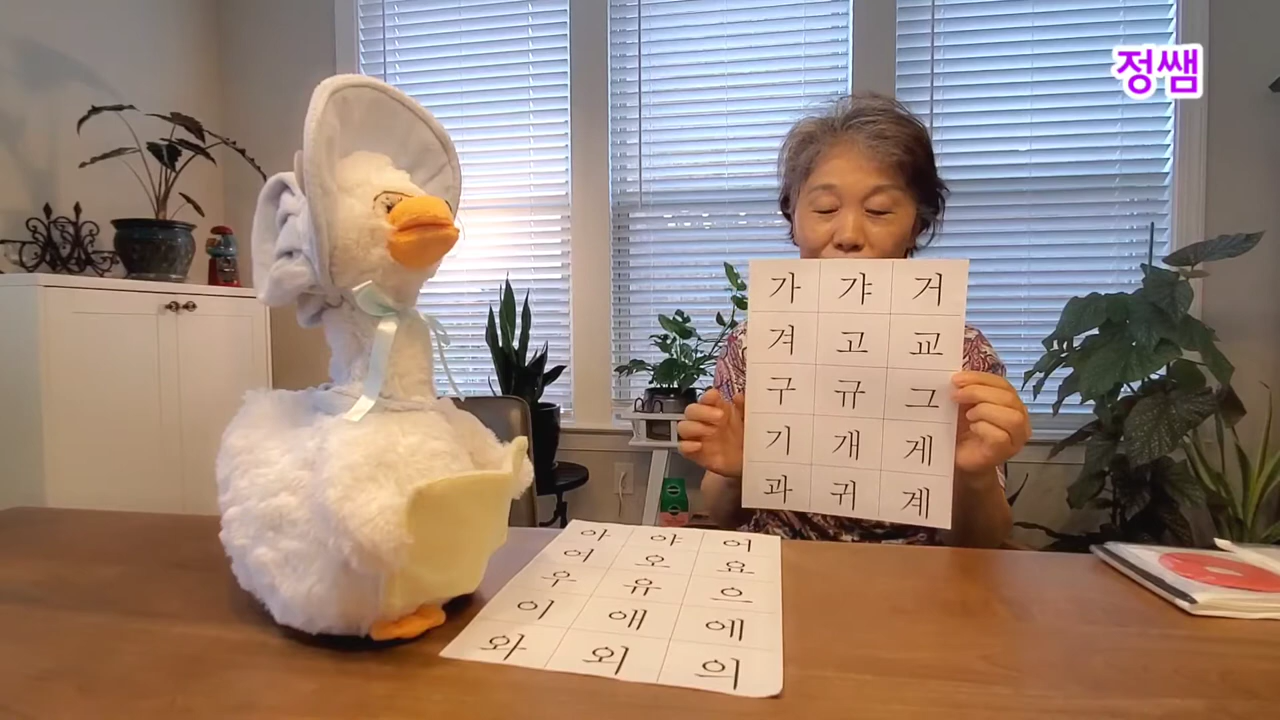 정쌤
가 갸 거
겨 고 교
구 규 그
기 개 게
과 귀 계
아 야 어
여 오 요
우 유 으
이 애 에
와 외 의